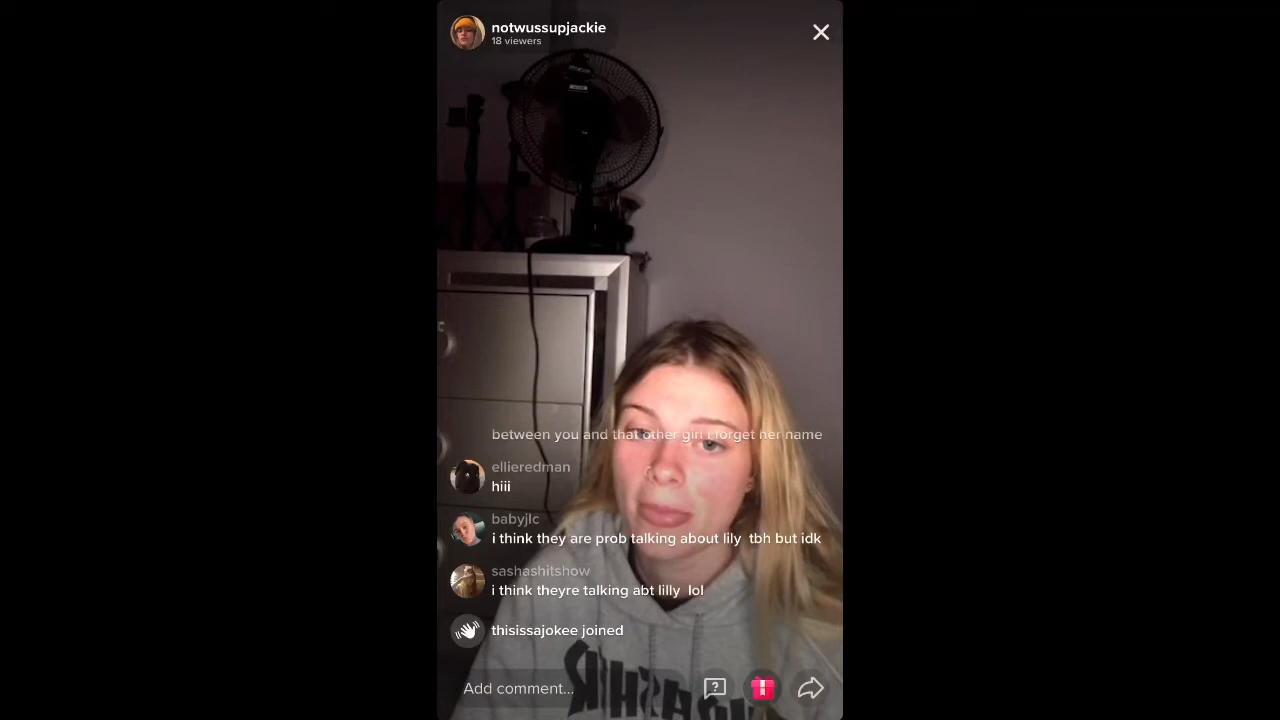 notwussupjackie
18 viewers
between you and that other girl i forget her name
ellieredman
hiii
babyjlc
i think they are prob talking about lily tbh but idk
sashashitshow
i think theyre talking abt lilly lol
thisissajokee joined
Add comment...